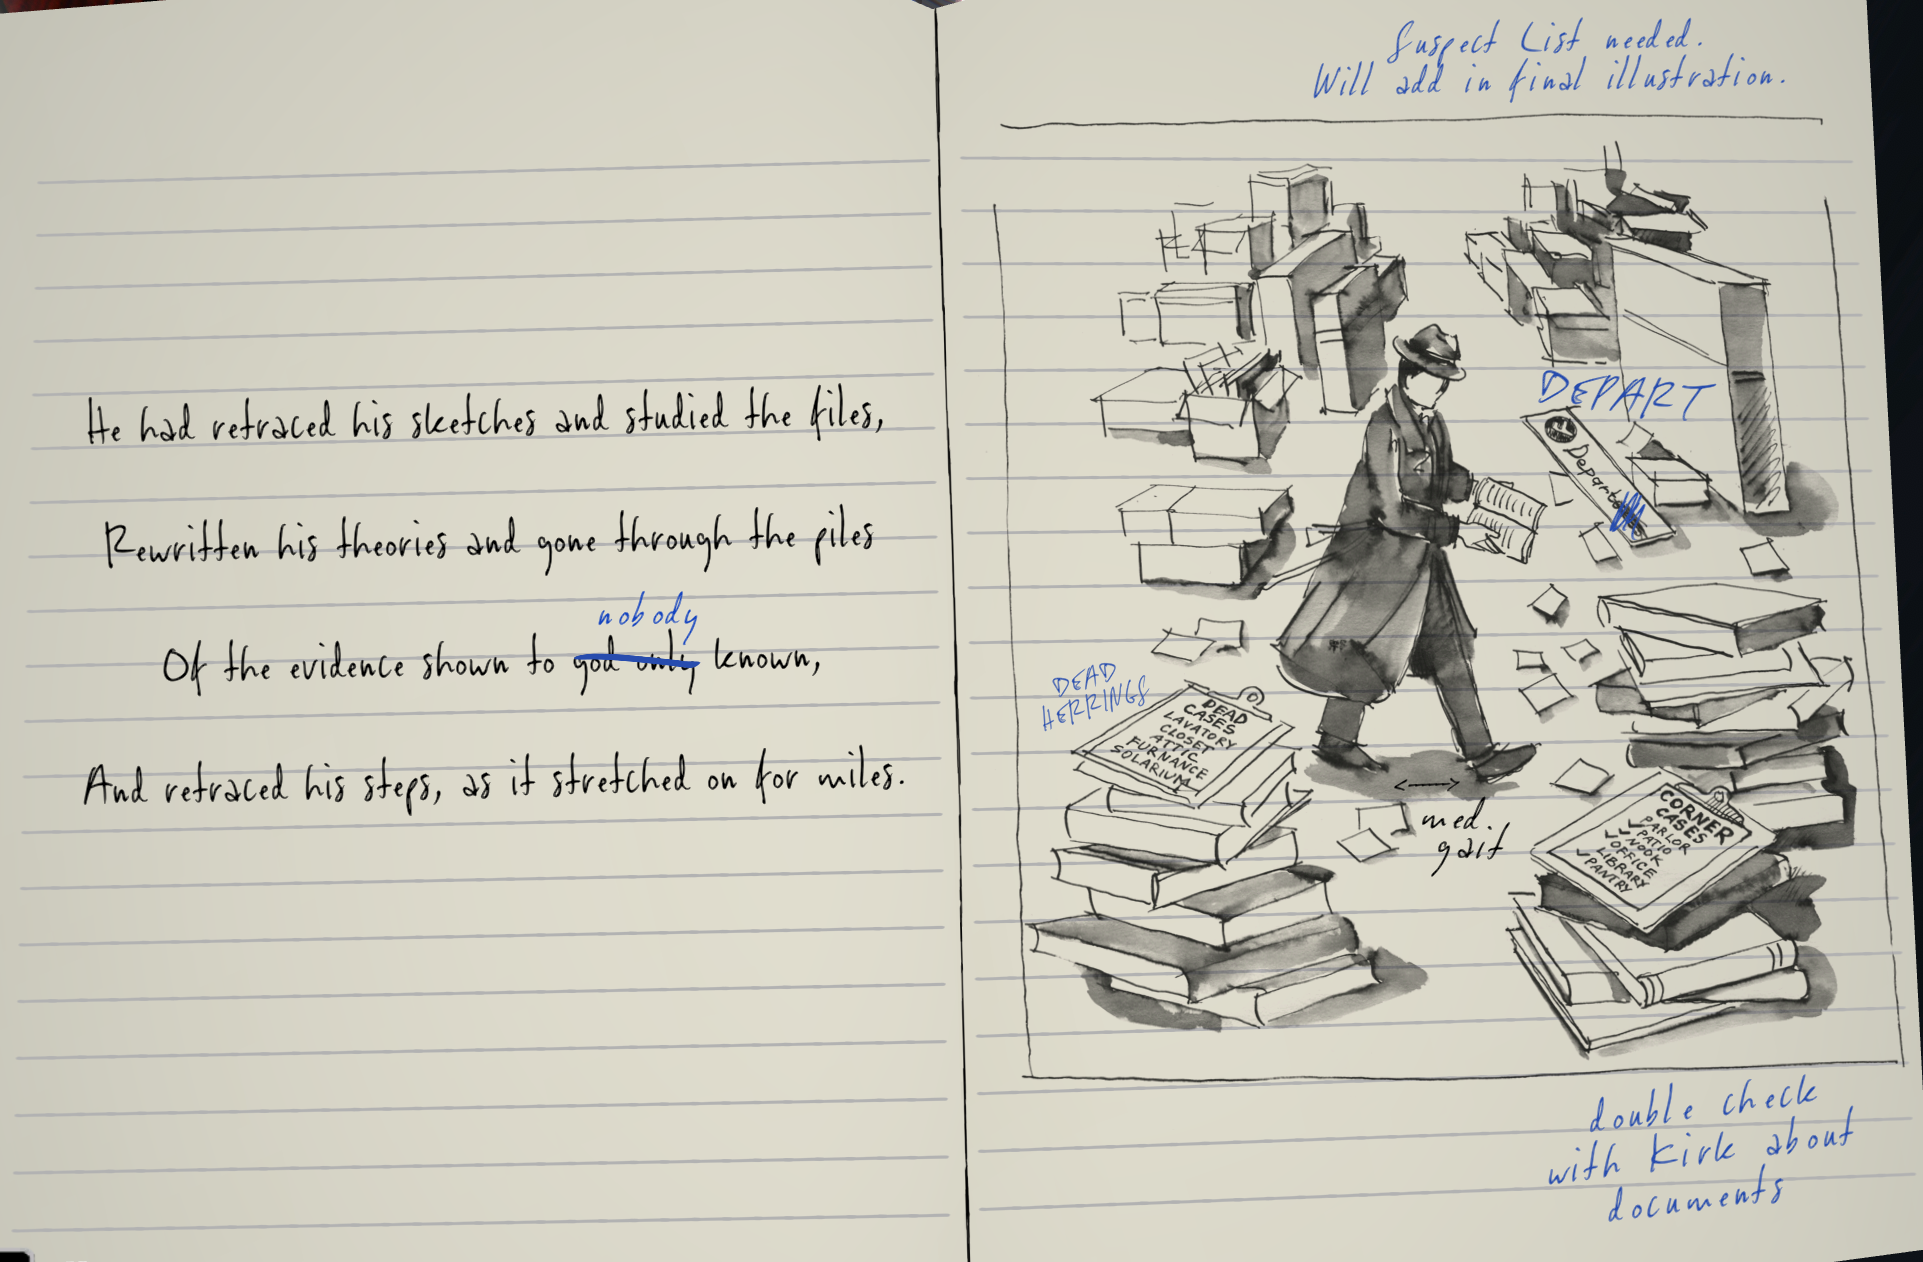 He had retraced his sketches and studied the files,
Rewritten his theories and gone through the piles
nobody
Of the evidence shown to god only known,
And retraced his steps, as it stretched on for miles.
Suspect List needed.
Will add in final illustration.
DEPART
Departed
DEAD
HERRINGS
DEAD
CASES
LAVATORY
CLOSET
ATTIC
FURNANCE
SOLARIUM
med.
gait
CORNER
CASES
PARLOR
PATIO
NOOK
OFFICE
LIBRARY
PANTRY
double check
with Kirk about
documents